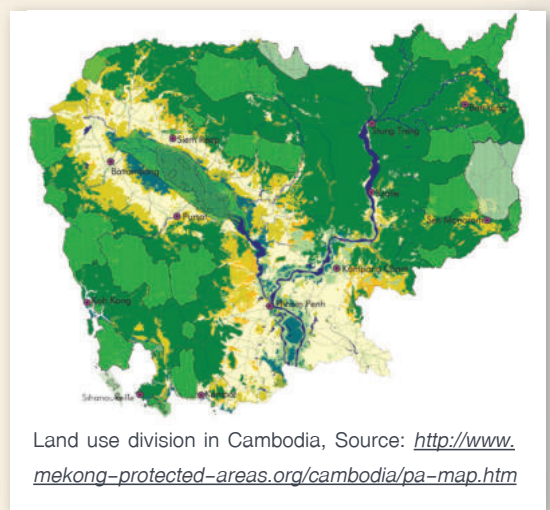 Siem Reap
Stung Treng
Battambang
Pursat
Kratie
Kampong Cham
Koh Kong
Phnom Penh
Sihanoukville
Kampot
Land use division in Cambodia, Source: http://www.
mekong-protected-areas.org/cambodia/pa-map.htm